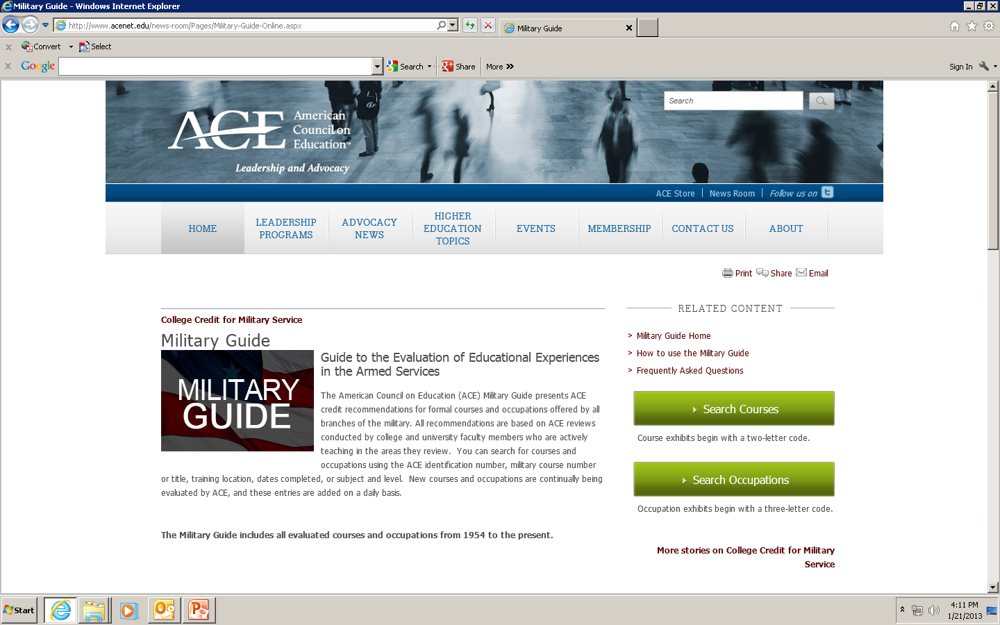 Military Guide - Windows Internet Explorer
http://www.acenet.edu/news-room/Pages/Military-Guide-Online.aspx
Military Guide
Convert
Select
Google
Search
Share
More
Sign In
ACE
American
Council on
Education™
Leadership and Advocacy
Search
ACE Store
News Room
Follow us on
HOME
LEADERSHIP
PROGRAMS
ADVOCACY
NEWS
HIGHER
EDUCATION
TOPICS
EVENTS
MEMBERSHIP
CONTACT US
ABOUT
Print
Share
Email
College Credit for Military Service
Military Guide
MILITARY
GUIDE
Guide to the Evaluation of Educational Experiences
in the Armed Services
The American Council on Education (ACE) Military Guide presents ACE
credit recommendations for formal courses and occupations offered by all
branches of the military. All recommendations are based on ACE reviews
conducted by college and university faculty members who are actively
teaching in the areas they review.  You can search for courses and
occupations using the ACE identification number, military course number
or title, training location, dates completed, or subject and level.  New courses and occupations are continually being
evaluated by ACE, and these entries are added on a daily basis.
The Military Guide includes all evaluated courses and occupations from 1954 to the present.
RELATED CONTENT
> Military Guide Home
> How to use the Military Guide
> Frequently Asked Questions
Search Courses
Course exhibits begin with a two-letter code.
Search Occupations
Occupation exhibits begin with a three-letter code.
More stories on College Credit for Military
Service
Start
4:11 PM
1/21/2013